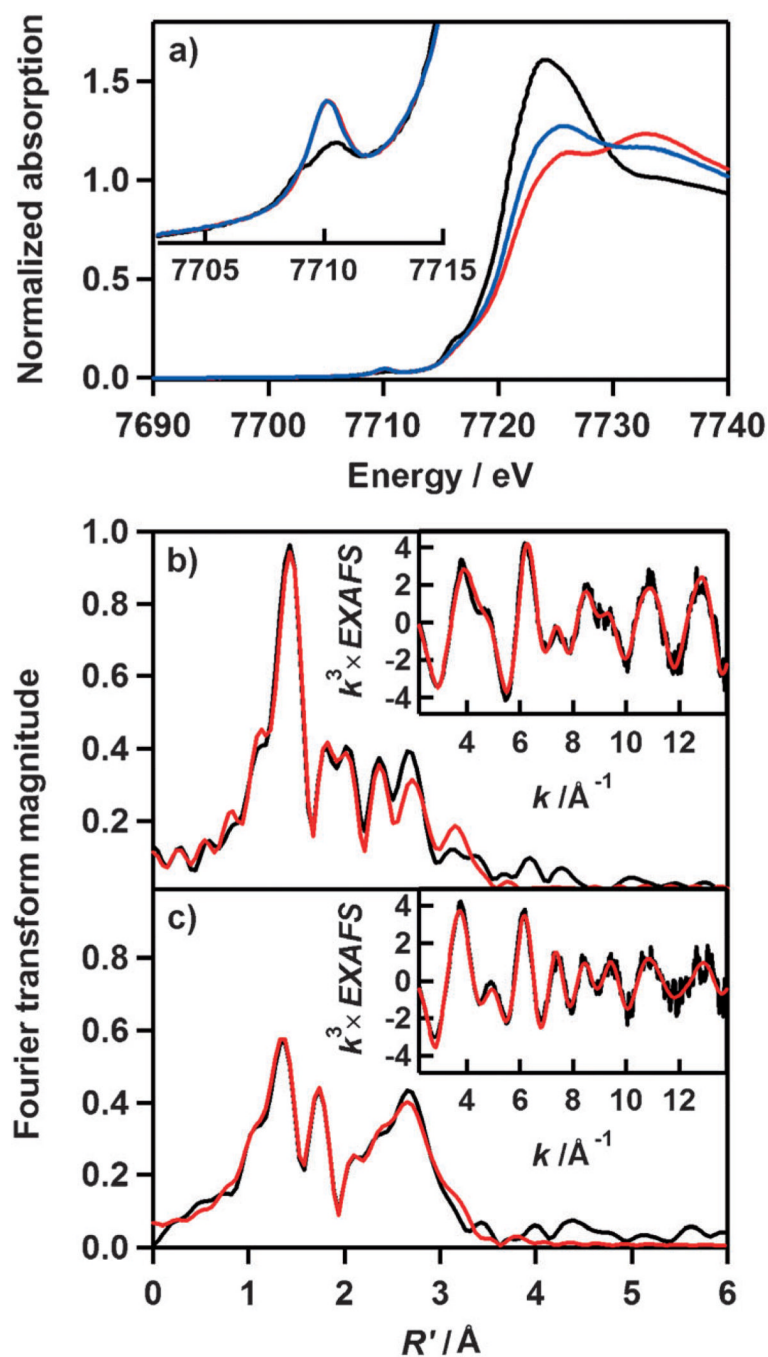 a)
Normalized absorption
1.5
1.0
0.5
0.0
7705 7710 7715
7690 7700 7710 7720 7730 7740
Energy / eV
b)
Fourier transform magnitude
1.0
0.8
0.6
0.4
0.2
k³ × EXAFS
4
2
0
-2
-4
4 6 8 10 12
k /Å⁻¹
c)
0.8
0.6
0.4
0.2
0.0
k³ × EXAFS
4
2
0
-2
-4
4 6 8 10 12
k /Å⁻¹
0 1 2 3 4 5 6
R' / Å